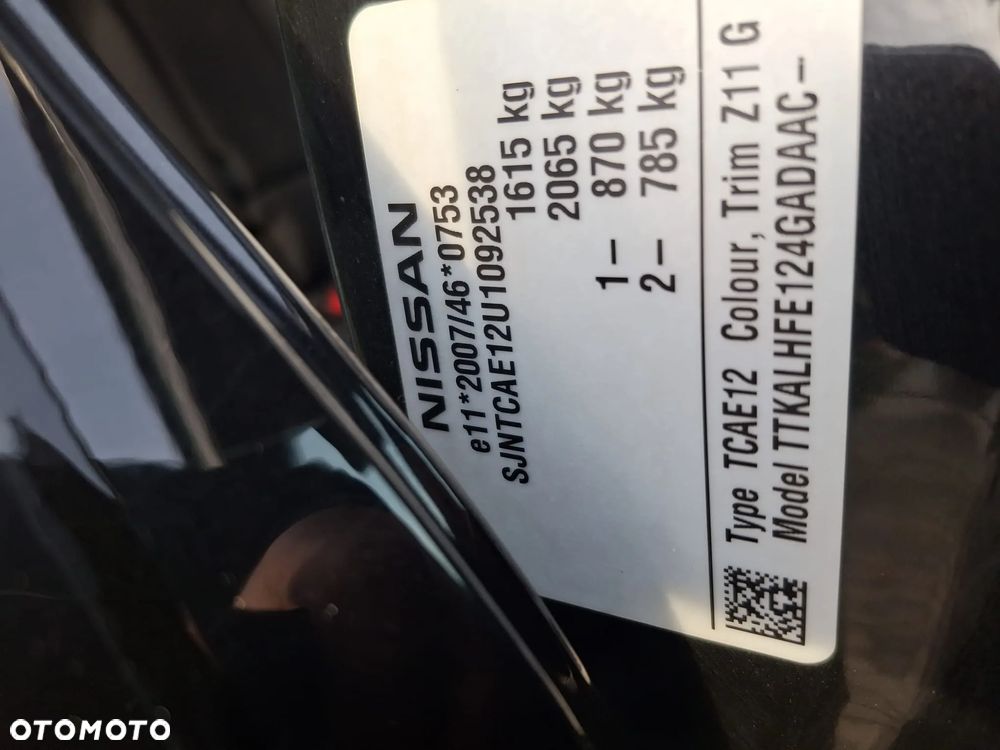 NISSAN
e11*2007/46*0753
SJNTCAE12U1092538
1615 kg
2065 kg
1– 870 kg
2– 785 kg
Type TCAE12 Colour, Trim Z11 G
Model TTKALHFE124GADAAAC–
OTOMOTO